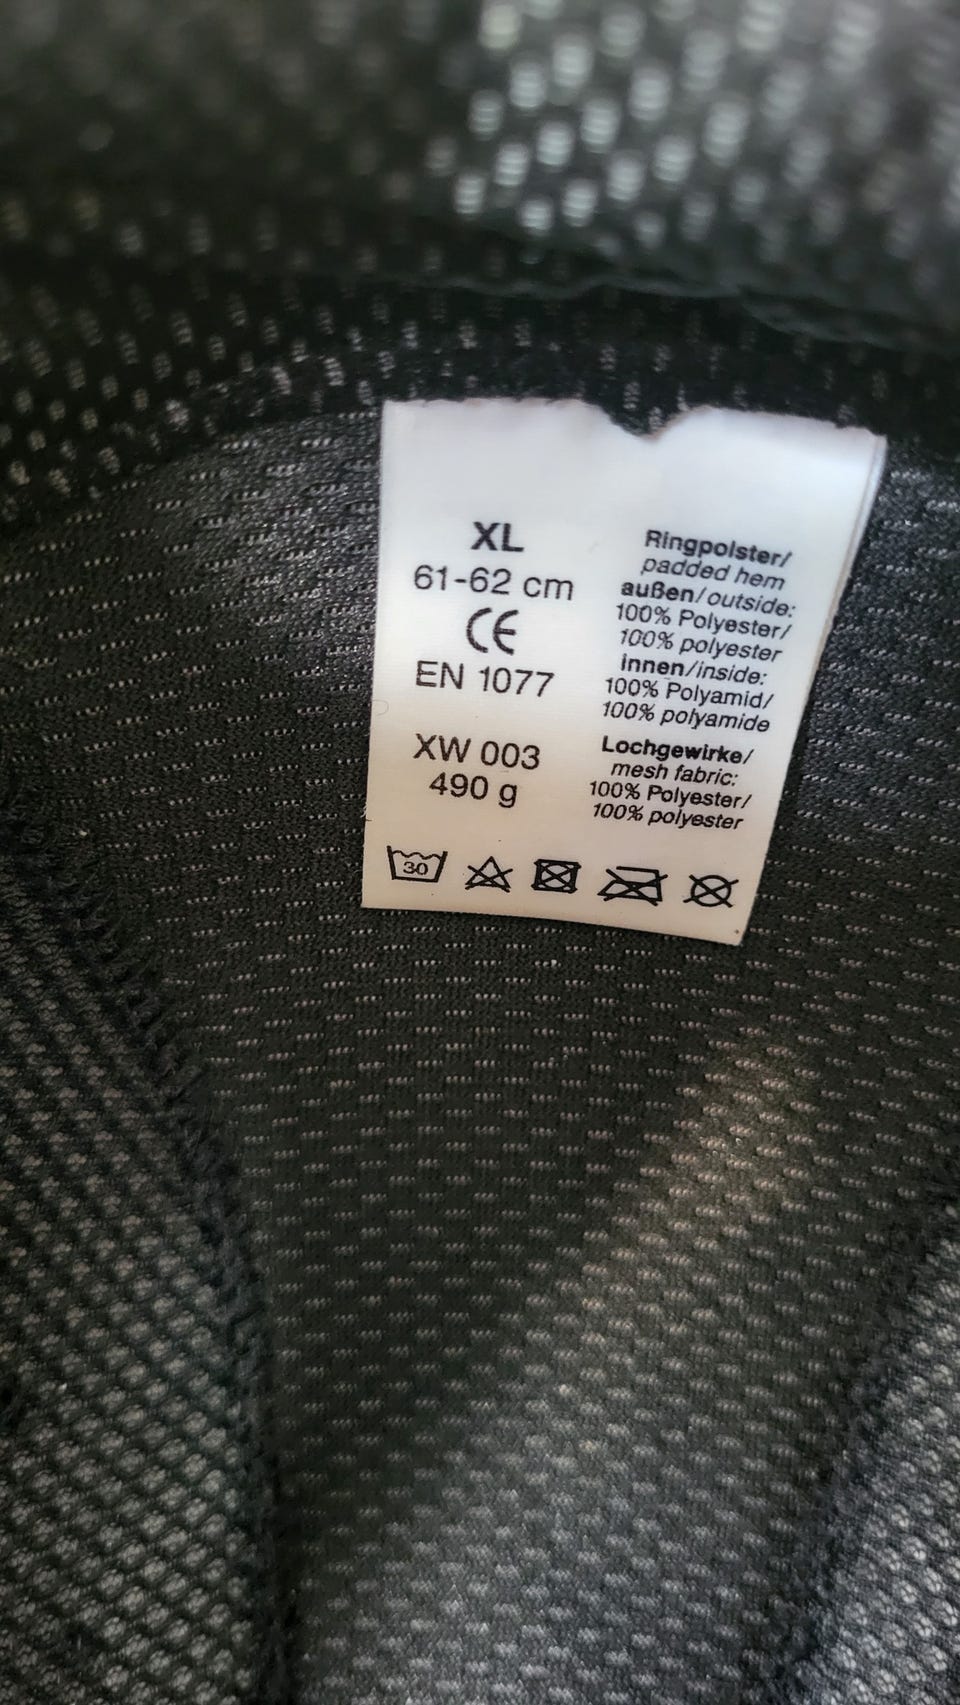 XL
61-62 cm
CE
EN 1077
XW 003
490 g
Ringpolster/
padded hem
außen/outside:
100% Polyester/
100% polyester
innen/inside:
100% Polyamid/
100% polyamide
Lochgewirke/
mesh fabric:
100% Polyester/
100% polyester
30